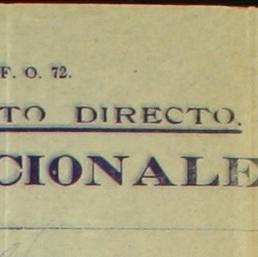 F. O. 72.
TO DIRECTO.
CIONALE